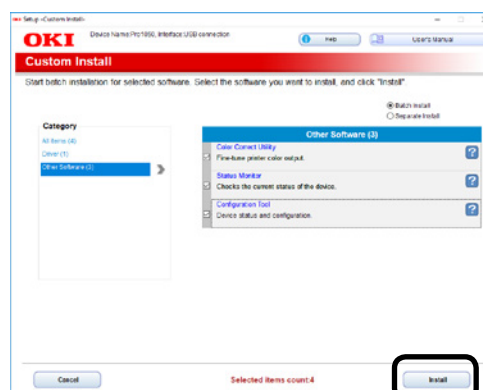 Setup -Custom Install-
OKI
Device Name:Pro1050, Interface:USB connection
Help
User's Manual
Custom Install
Start batch installation for selected software. Select the software you want to install, and click "Install"
Batch Install
Separate Install
Category
All Items (4)
Driver (1)
Other Software (3)
Other Software (3)
Color Correct Utility
Fine-tune printer color output.
Status Monitor
Checks the current status of the device.
Configuration Tool
Device status and configuration.
Cancel
Selected items count:4
Install